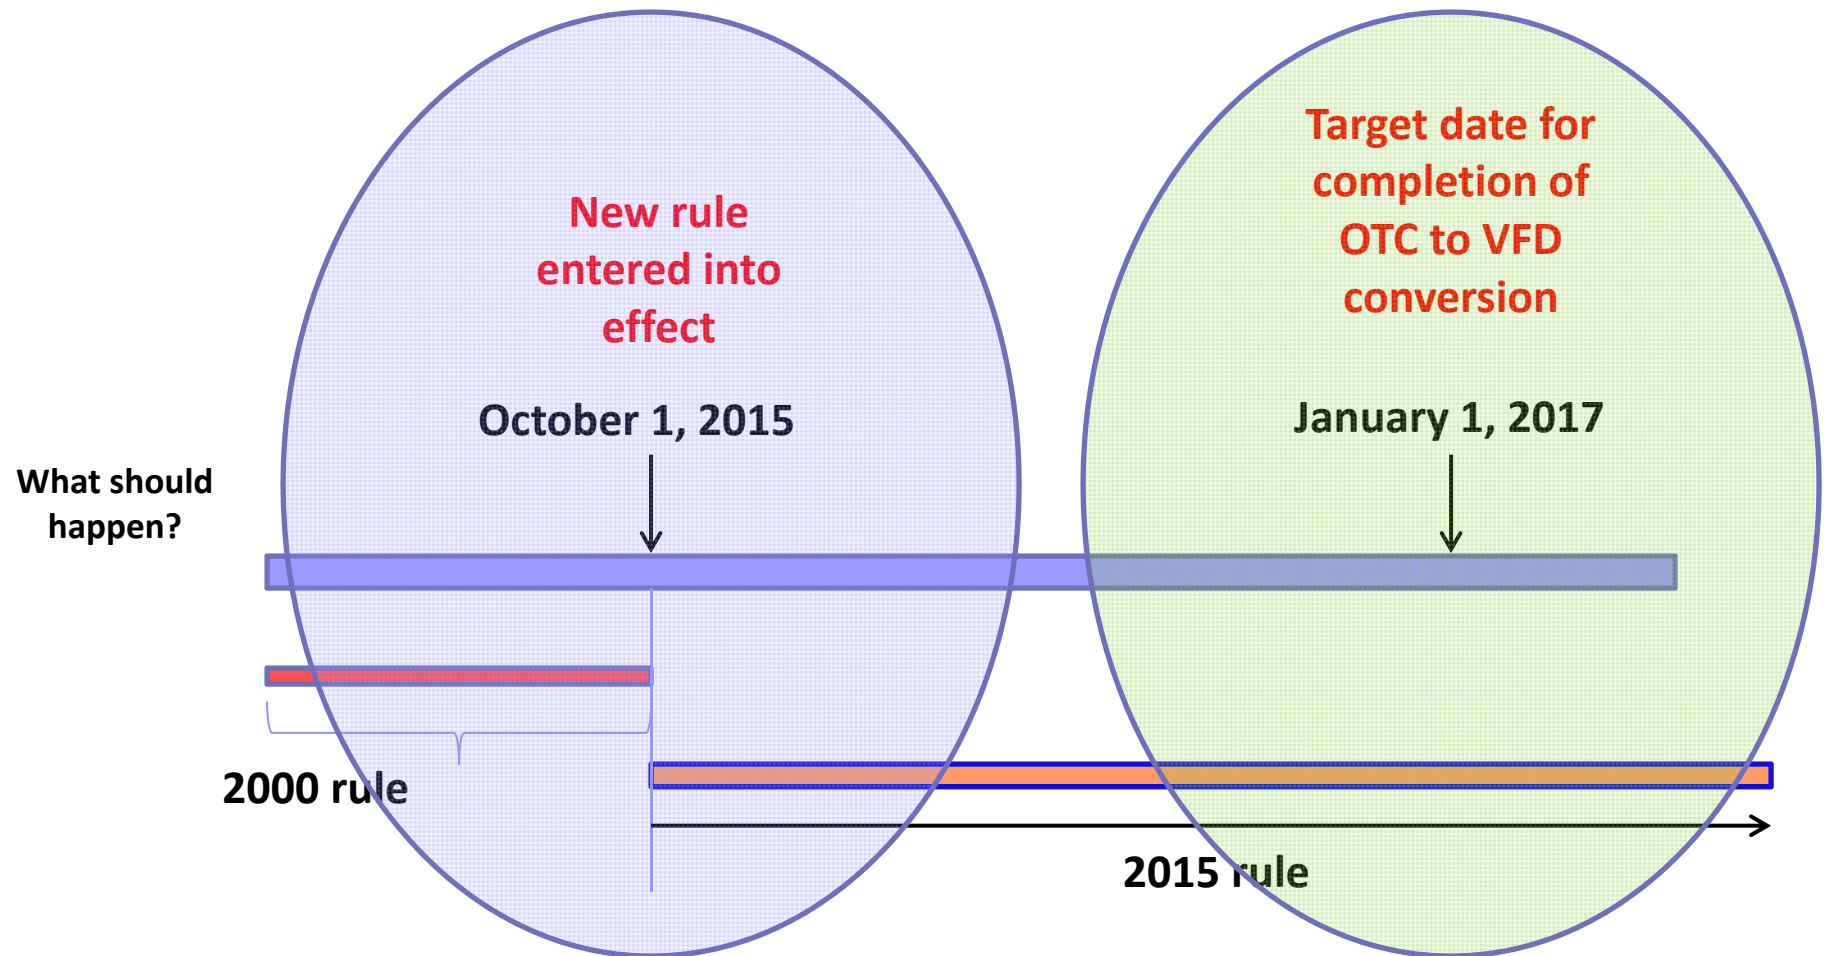 New rule
entered into
effect
October 1, 2015
Target date for
completion of
OTC to VFD
conversion
January 1, 2017
What should
happen?
2000 rule
2015 rule